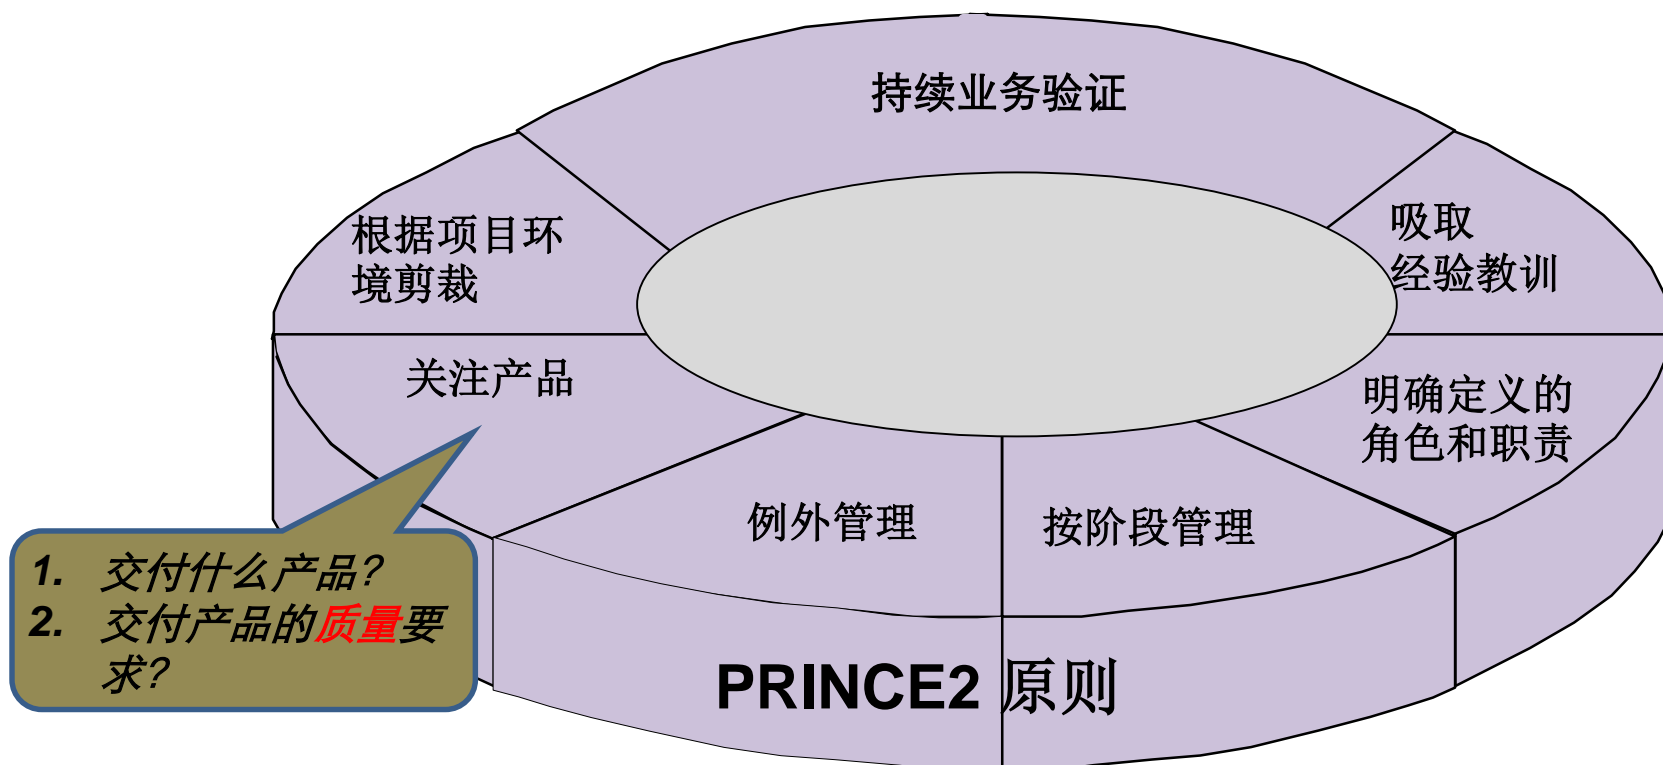 持续业务验证
根据项目环
境剪裁
吸取
经验教训
关注产品
明确定义的
角色和职责
例外管理
按阶段管理
1. 交付什么产品?
2. 交付产品的质量要
求?
PRINCE2 原则